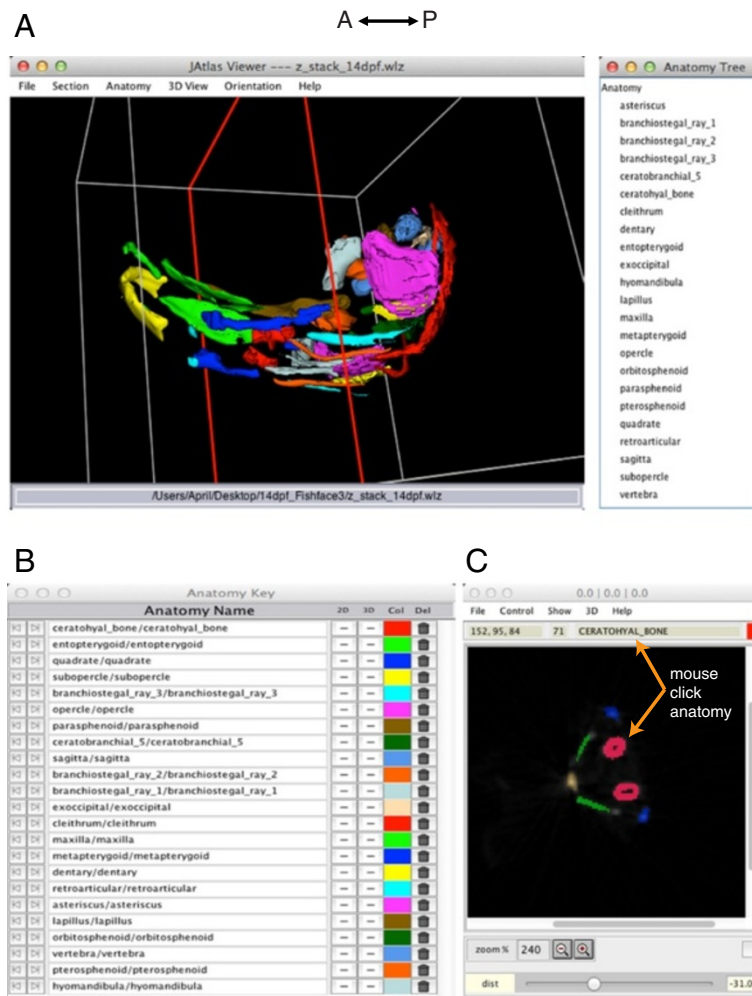 A
A P
JAtlas Viewer --- z_stack_14dpf.wlz
File Section Anatomy 3D View Orientation Help
/Users/April/Desktop/14dpf_Fishface3/z_stack_14dpf.wlz
Anatomy Tree
Anatomy
asteriscus
branchiostegal_ray_1
branchiostegal_ray_2
branchiostegal_ray_3
ceratobranchial_5
ceratohyal_bone
cleithrum
dentary
entopterygoid
exoccipital
hyomandibula
lapillus
maxilla
metapterygoid
opercle
orbitosphenoid
parasphenoid
pterosphenoid
quadrate
retroarticular
sagitta
subopercle
vertebra
B
Anatomy Key
Anatomy Name 2D 3D Col Del
ceratohyal_bone/ceratohyal_bone
entopterygoid/entopterygoid
quadrate/quadrate
subopercle/subopercle
branchiostegal_ray_3/branchiostegal_ray_3
opercle/opercle
parasphenoid/parasphenoid
ceratobranchial_5/ceratobranchial_5
sagitta/sagitta
branchiostegal_ray_2/branchiostegal_ray_2
branchiostegal_ray_1/branchiostegal_ray_1
exoccipital/exoccipital
cleithrum/cleithrum
maxilla/maxilla
metapterygoid/metapterygoid
dentary/dentary
retroarticular/retroarticular
asteriscus/asteriscus
lapillus/lapillus
orbitosphenoid/orbitosphenoid
vertebra/vertebra
pterosphenoid/pterosphenoid
hyomandibula/hyomandibula
C
0.0 | 0.0 | 0.0
File Control Show 3D Help
152, 95, 84 71 CERATOHYAL_BONE
mouse
click
anatomy
zoom % 240
dist -31.0